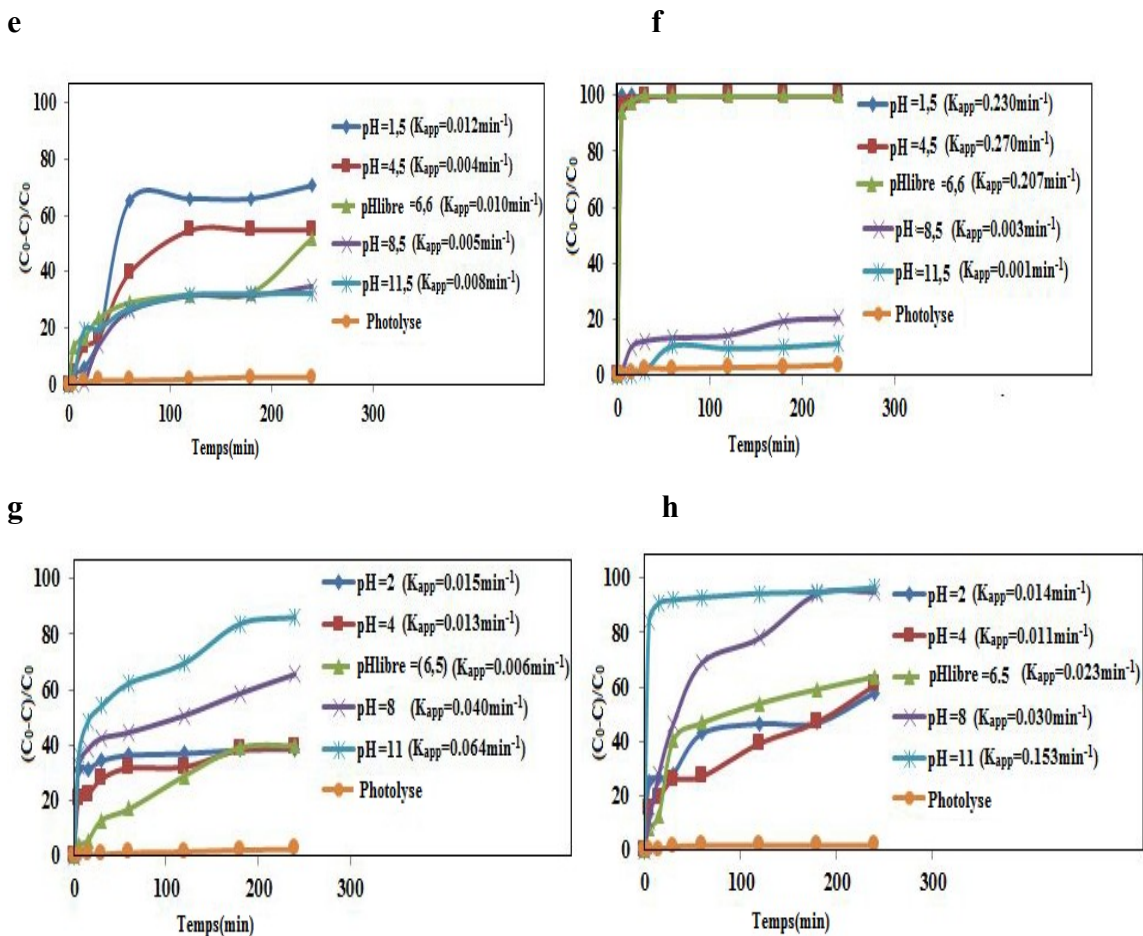 e
f
(C₀-C)/C₀
100
80
60
40
20
0
0
100
200
300
Temps(min)
pH=1,5 (Kapp=0.012min⁻¹)
pH=4,5 (Kapp=0.004min⁻¹)
pHlibre =6,6 (Kapp=0.010min⁻¹)
pH=8,5 (Kapp=0.005min⁻¹)
pH=11,5 (Kapp=0.008min⁻¹)
Photolyse
(C₀-C)/C₀
100
80
60
40
20
0
0
100
200
300
Temps(min)
pH=1,5 (Kapp=0.230min⁻¹)
pH=4,5 (Kapp=0.270min⁻¹)
pHlibre =6,6 (Kapp=0.207min⁻¹)
pH=8,5 (Kapp=0.003min⁻¹)
pH=11,5 (Kapp=0.001min⁻¹)
Photolyse
g
h
(C₀-C)/C₀
100
80
60
40
20
0
0
100
200
300
Temps(min)
pH=2 (Kapp=0.015min⁻¹)
pH=4 (Kapp=0.013min⁻¹)
pHlibre =(6,5) (Kapp=0.006min⁻¹)
pH=8 (Kapp=0.040min⁻¹)
pH=11 (Kapp=0.064min⁻¹)
Photolyse
(C₀-C)/C₀
100
80
60
40
20
0
0
100
200
300
Temps(min)
pH=2 (Kapp=0.014min⁻¹)
pH=4 (Kapp=0.011min⁻¹)
pHlibre=6.5 (Kapp=0.023min⁻¹)
pH=8 (Kapp=0.030min⁻¹)
pH=11 (Kapp=0.153min⁻¹)
Photolyse